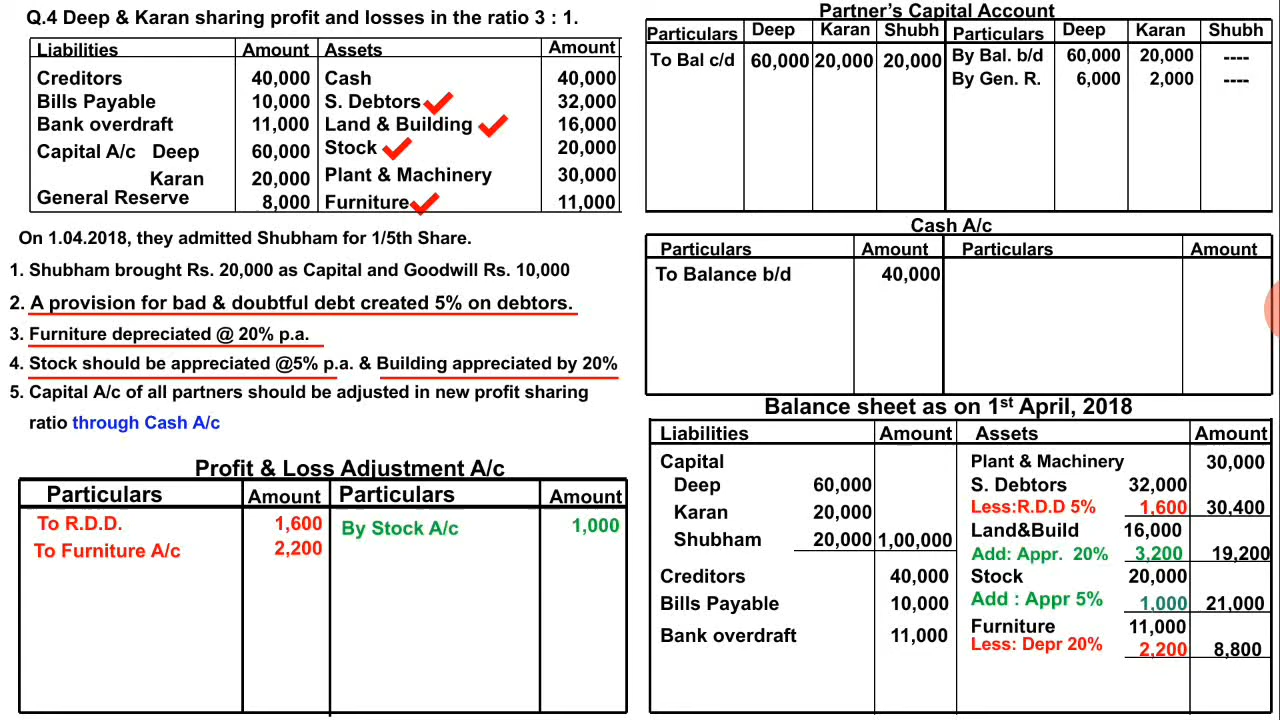 Q.4 Deep & Karan sharing profit and losses in the ratio 3 : 1.
Liabilities Amount Assets Amount
Creditors 40,000 Cash 40,000
Bills Payable 10,000 S. Debtors 32,000
Bank overdraft 11,000 Land & Building 16,000
Capital A/c Deep 60,000 Stock 20,000
Karan 20,000 Plant & Machinery 30,000
General Reserve 8,000 Furniture 11,000
On 1.04.2018, they admitted Shubham for 1/5th Share.
1. Shubham brought Rs. 20,000 as Capital and Goodwill Rs. 10,000
2. A provision for bad & doubtful debt created 5% on debtors.
3. Furniture depreciated @ 20% p.a.
4. Stock should be appreciated @5% p.a. & Building appreciated by 20%
5. Capital A/c of all partners should be adjusted in new profit sharing
ratio through Cash A/c
Profit & Loss Adjustment A/c
Particulars Amount Particulars Amount
To R.D.D. 1,600 By Stock A/c 1,000
To Furniture A/c 2,200
Partner's Capital Account
Particulars Deep Karan Shubh Particulars Deep Karan Shubh
To Bal c/d 60,000 20,000 20,000 By Bal. b/d 60,000 20,000 ----
By Gen. R. 6,000 2,000 ----
Cash A/c
Particulars Amount Particulars Amount
To Balance b/d 40,000
Balance sheet as on 1st April, 2018
Liabilities Amount Assets Amount
Capital Plant & Machinery 30,000
Deep 60,000 S. Debtors 32,000
Karan 20,000 Less:R.D.D 5% 1,600 30,400
Shubham 20,000 1,00,000 Land&Build 16,000
Add: Appr. 20% 3,200 19,200
Creditors 40,000 Stock 20,000
Bills Payable 10,000 Add : Appr 5% 1,000 21,000
Bank overdraft 11,000 Furniture 11,000
Less: Depr 20% 2,200 8,800